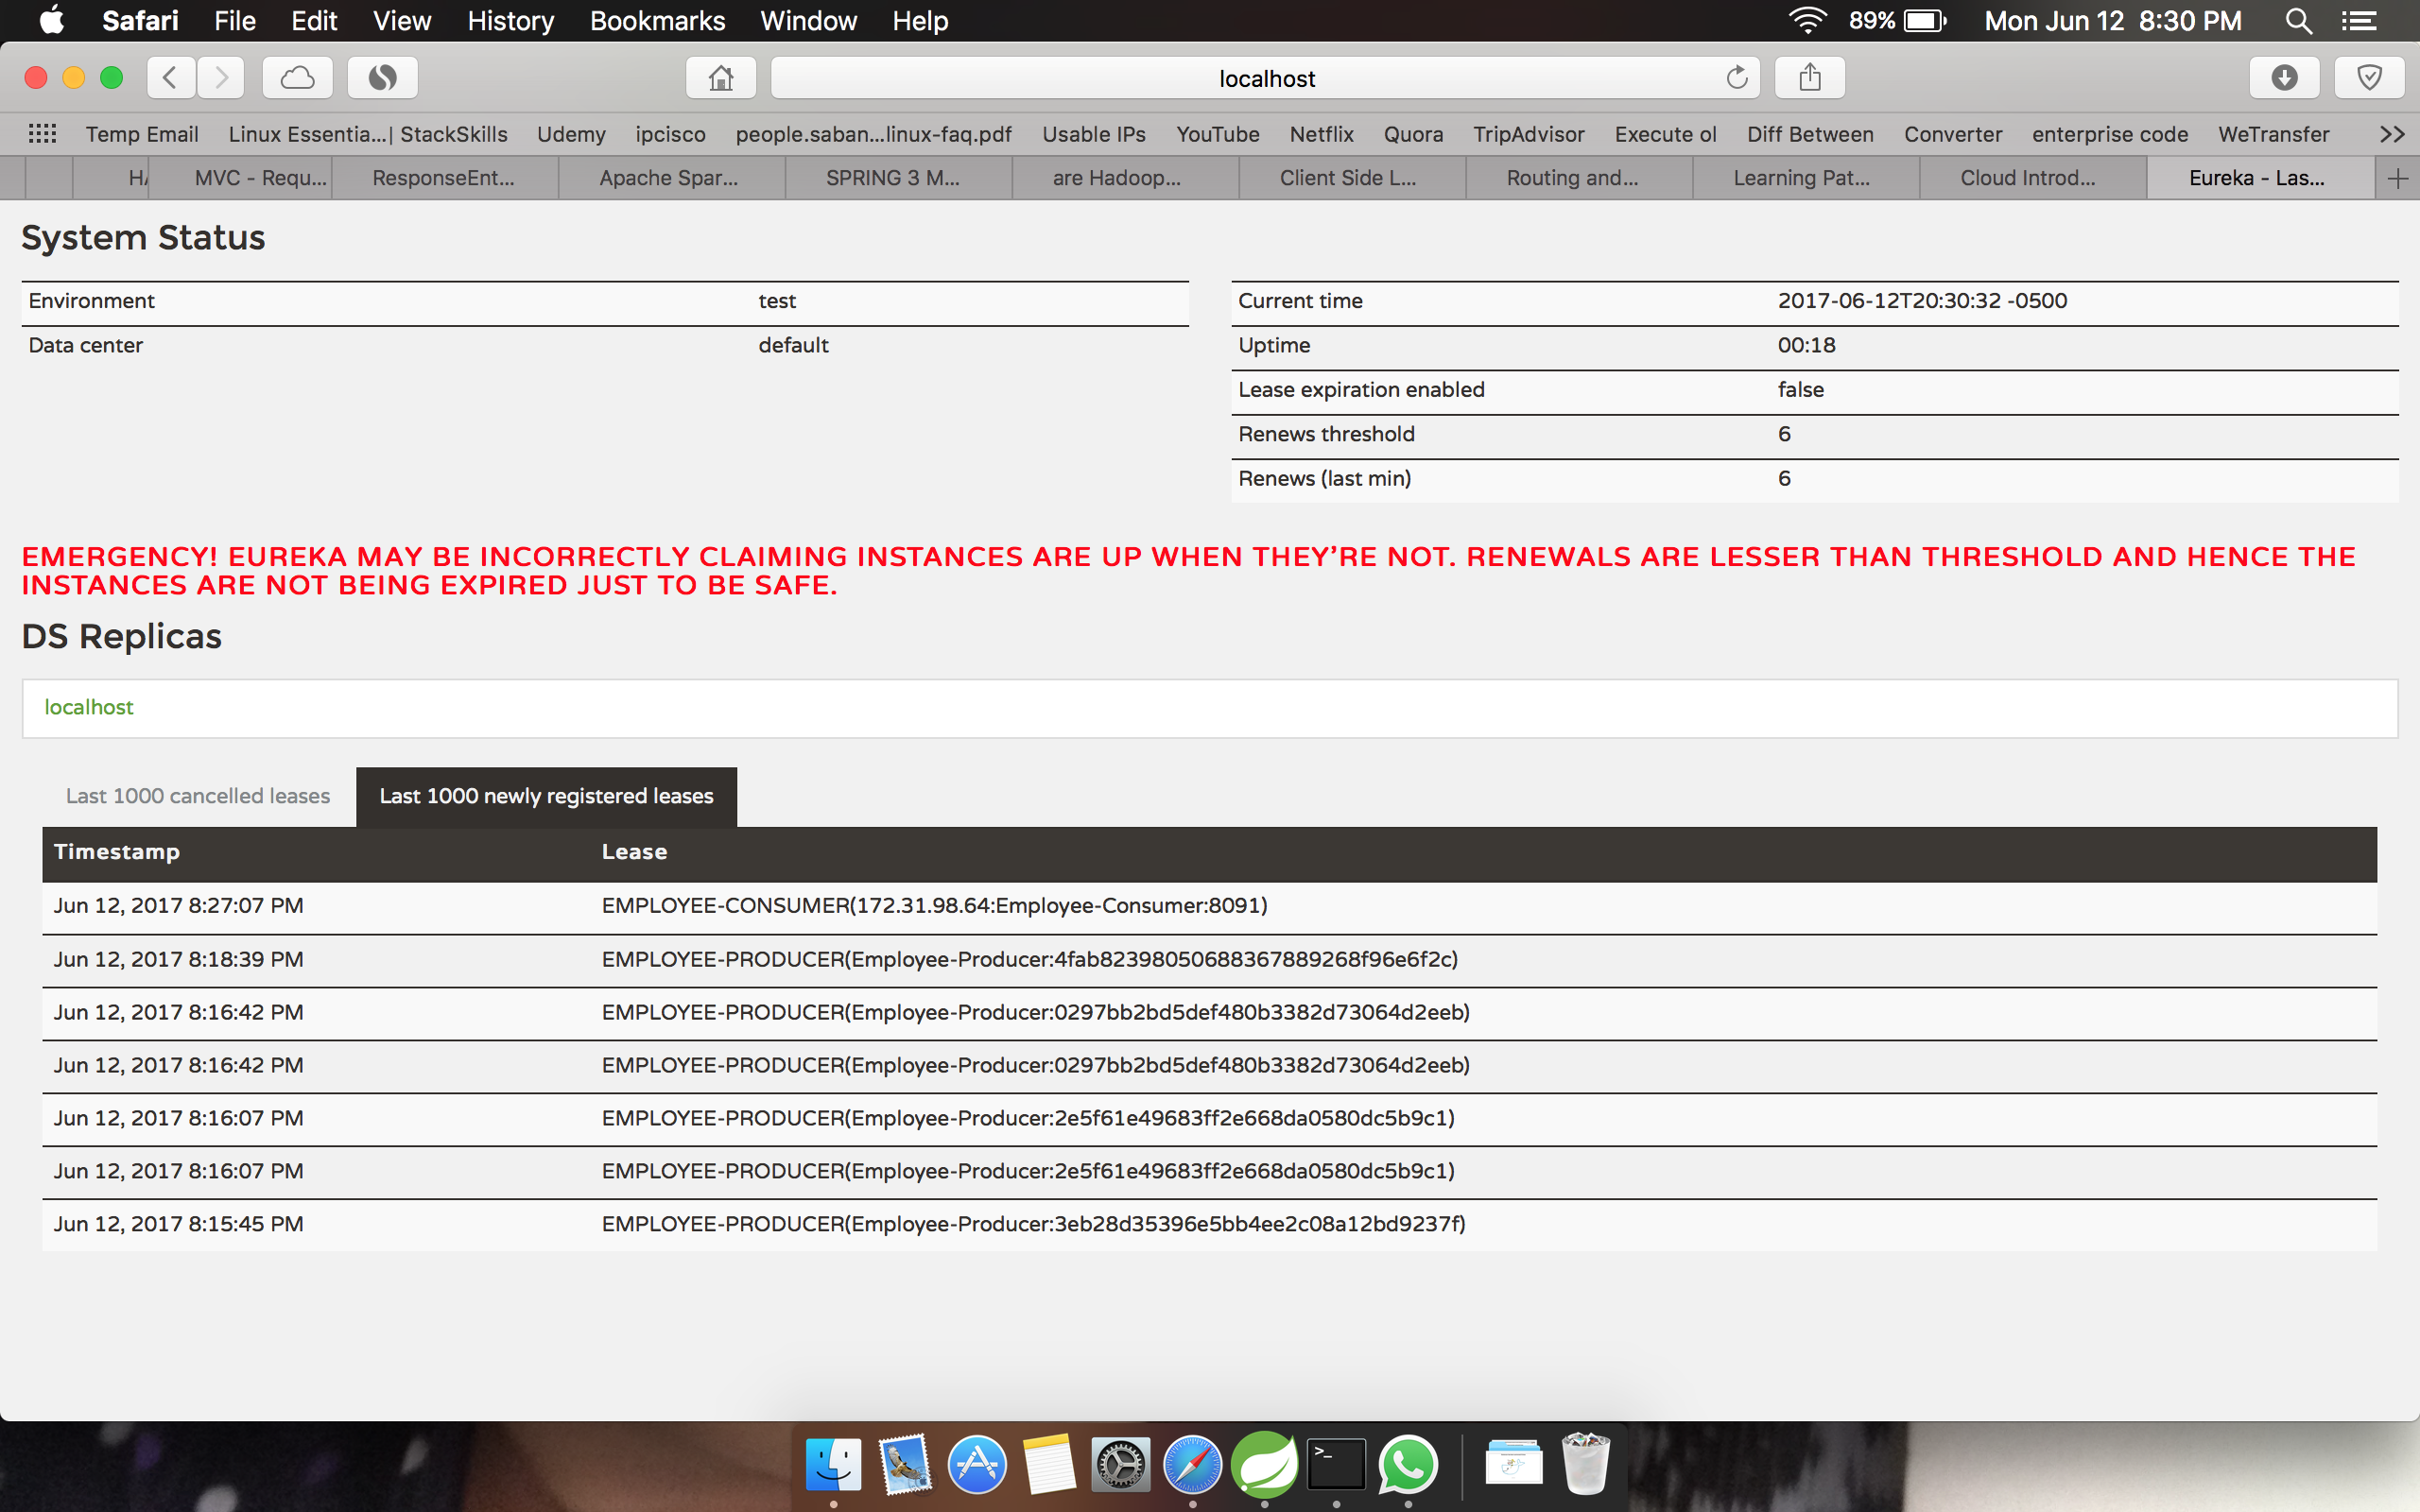 Safari File Edit View History Bookmarks Window Help 89% Mon Jun 12 8:30 PM
localhost
Temp Email Linux Essentia...| StackSkills Udemy ipcisco people.saban...linux-faq.pdf Usable IPs YouTube Netflix Quora TripAdvisor Execute ol Diff Between Converter enterprise code WeTransfer >>
MVC - Requ... ResponseEnt... Apache Spar... SPRING 3 M... are Hadoop... Client Side L... Routing and... Learning Pat... Cloud Introd... Eureka - Las... +
System Status
Environment test
Data center default
Current time 2017-06-12T20:30:32 -0500
Uptime 00:18
Lease expiration enabled false
Renews threshold 6
Renews (last min) 6
EMERGENCY! EUREKA MAY BE INCORRECTLY CLAIMING INSTANCES ARE UP WHEN THEY'RE NOT. RENEWALS ARE LESSER THAN THRESHOLD AND HENCE THE
INSTANCES ARE NOT BEING EXPIRED JUST TO BE SAFE.
DS Replicas
localhost
Last 1000 cancelled leases Last 1000 newly registered leases
Timestamp Lease
Jun 12, 2017 8:27:07 PM EMPLOYEE-CONSUMER(172.31.98.64:Employee-Consumer:8091)
Jun 12, 2017 8:18:39 PM EMPLOYEE-PRODUCER(Employee-Producer:4fab82398050688367889268f96e6f2c)
Jun 12, 2017 8:16:42 PM EMPLOYEE-PRODUCER(Employee-Producer:0297bb2bd5def480b3382d73064d2eeb)
Jun 12, 2017 8:16:42 PM EMPLOYEE-PRODUCER(Employee-Producer:0297bb2bd5def480b3382d73064d2eeb)
Jun 12, 2017 8:16:07 PM EMPLOYEE-PRODUCER(Employee-Producer:2e5f61e49683ff2e668da0580dc5b9c1)
Jun 12, 2017 8:16:07 PM EMPLOYEE-PRODUCER(Employee-Producer:2e5f61e49683ff2e668da0580dc5b9c1)
Jun 12, 2017 8:15:45 PM EMPLOYEE-PRODUCER(Employee-Producer:3eb28d35396e5bb4ee2c08a12bd9237f)